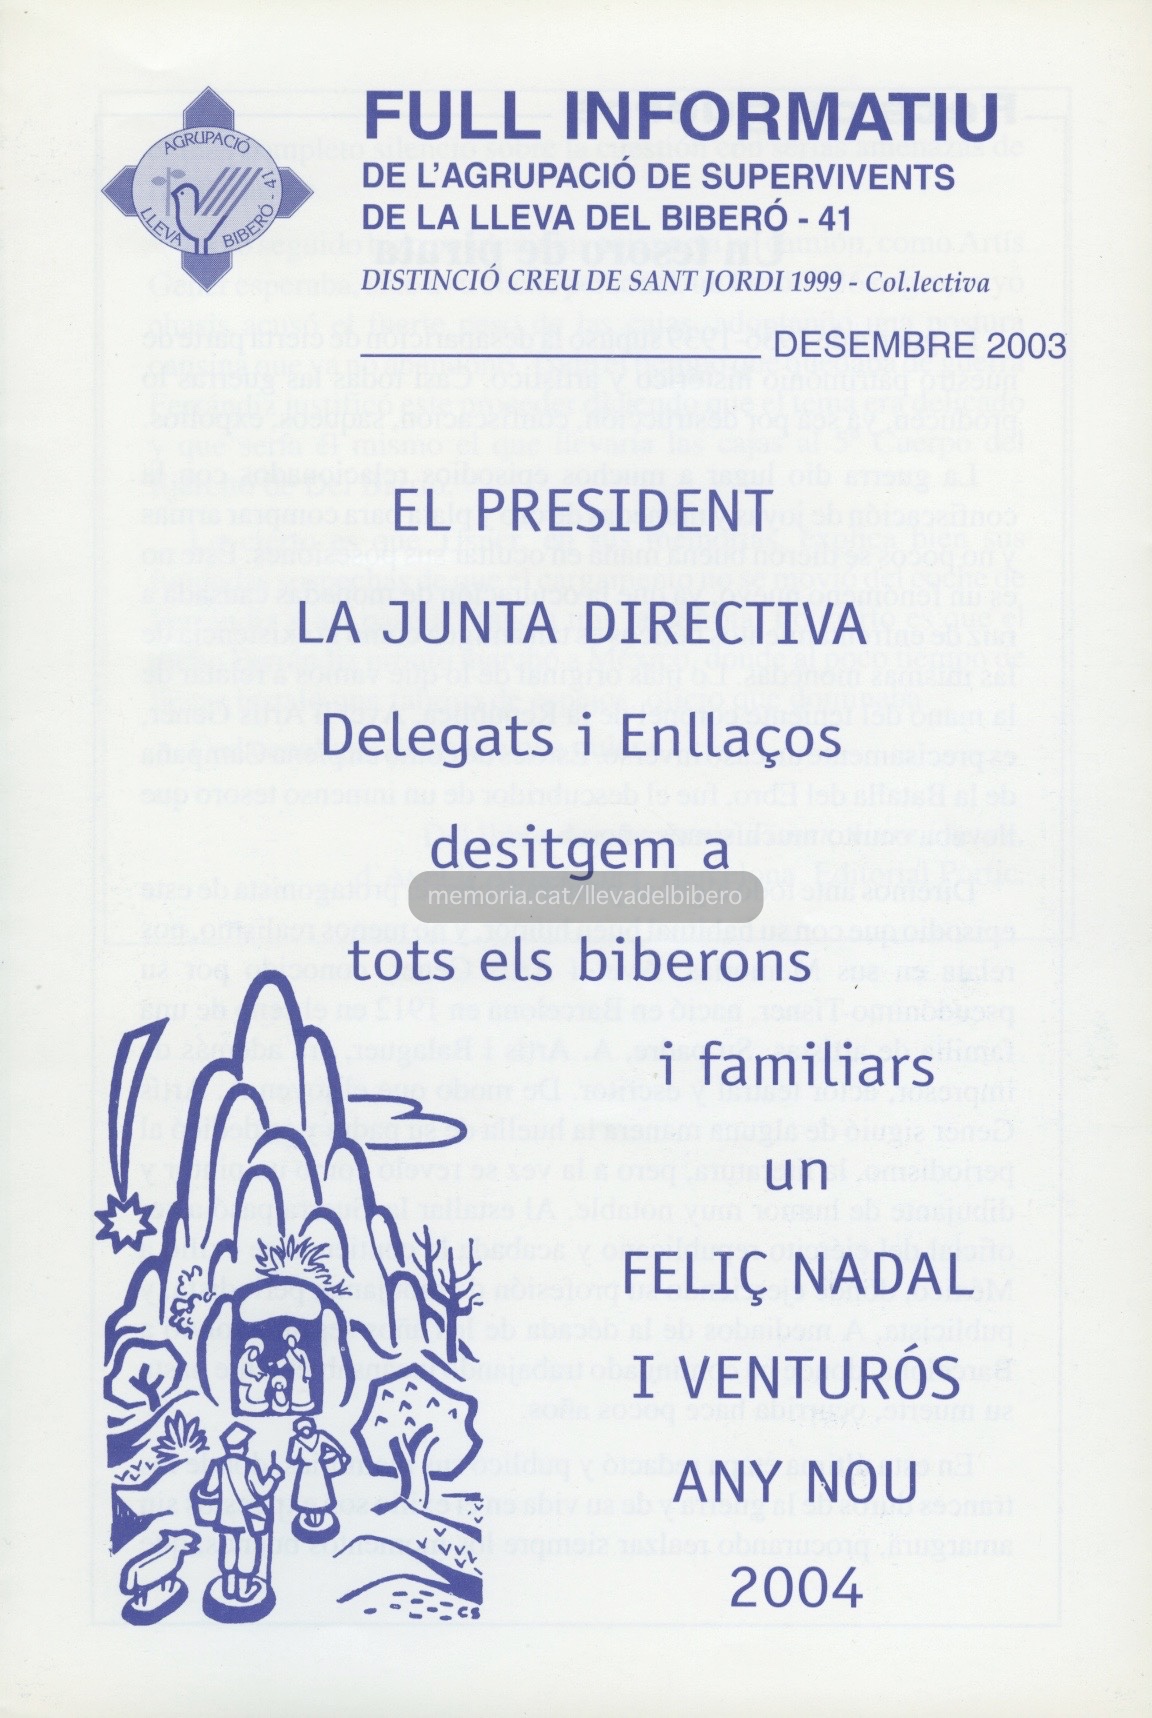 AGRUPACIÓ
LLEVA BIBERÓ - 41
FULL INFORMATIU
DE L'AGRUPACIÓ DE SUPERVIVENTS
DE LA LLEVA DEL BIBERÓ - 41
DISTINCIÓ CREU DE SANT JORDI 1999 - Col.lectiva
DESEMBRE 2003
EL PRESIDENT
LA JUNTA DIRECTIVA
Delegats i Enllaços
desitgem a
memoria.cat/llevadelbibero
tots els biberons
i familiars
un
FELIÇ NADAL
I VENTURÓS
ANY NOU
2004